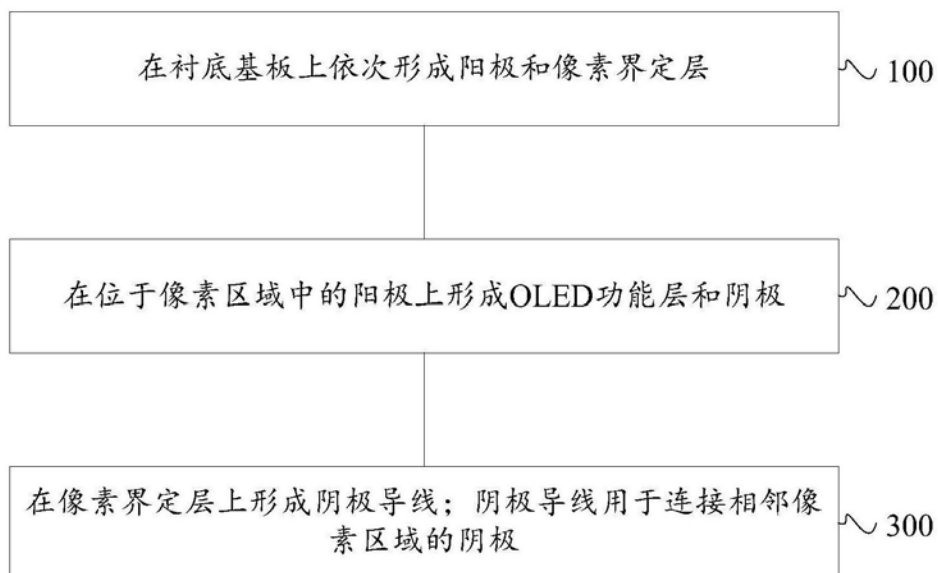 在衬底基板上依次形成阳极和像素界定层
100
在位于像素区域中的阳极上形成OLED功能层和阴极
200
在像素界定层上形成阴极导线；阴极导线用于连接相邻像
素区域的阴极
300